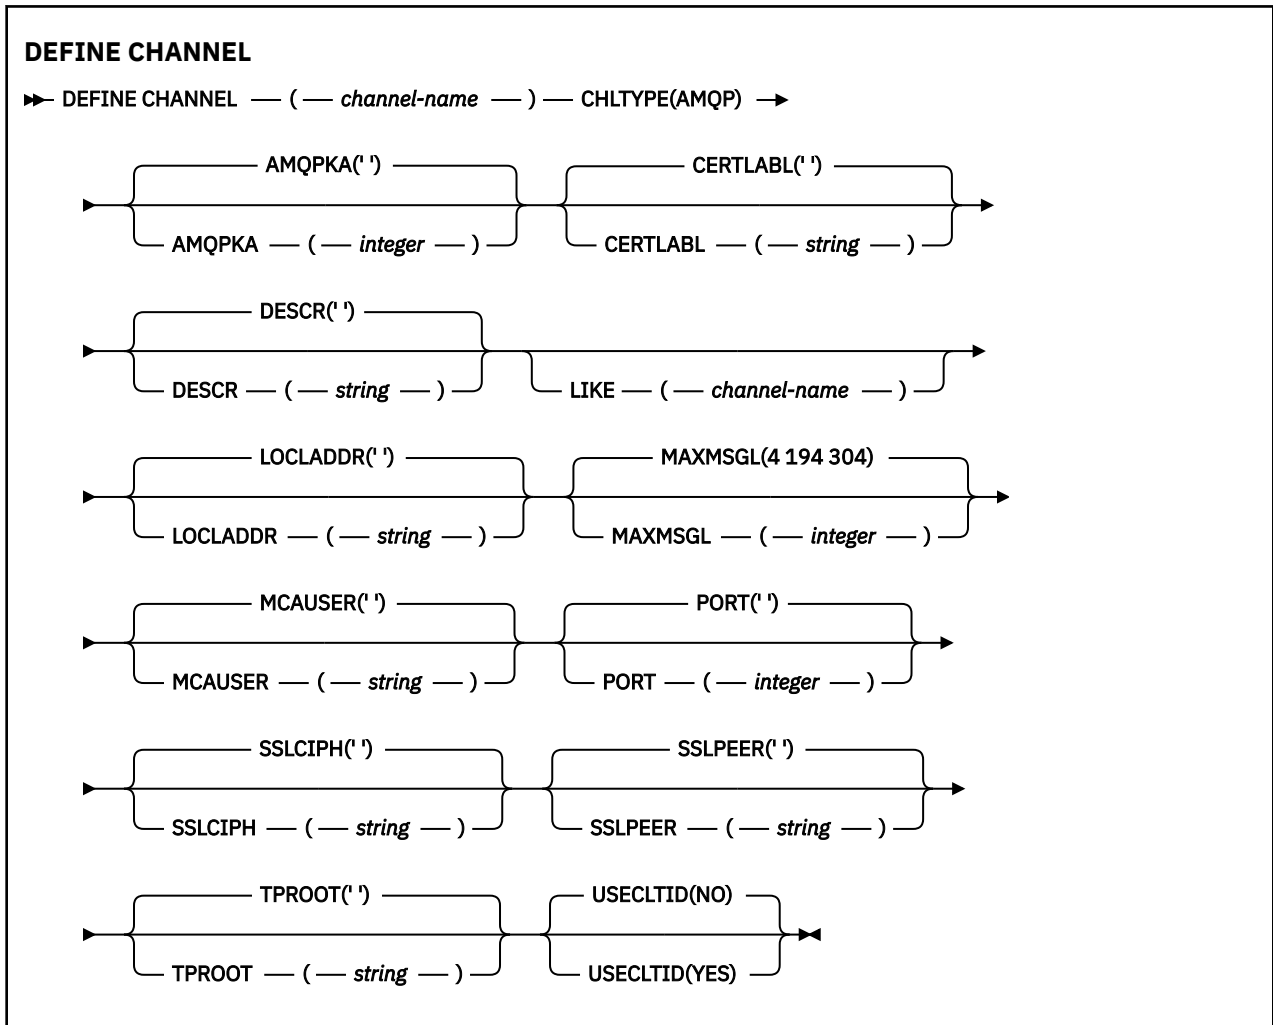 DEFINE CHANNEL
DEFINE CHANNEL ( channel-name ) CHLTYPE(AMQP)
AMQPKA(' ') CERTLABL(' ')
AMQPKA ( integer ) CERTLABL ( string )
DESCR(' ')
DESCR ( string ) LIKE ( channel-name )
LOCLADDR(' ') MAXMSGL(4 194 304)
LOCLADDR ( string ) MAXMSGL ( integer )
MCAUSER(' ') PORT(' ')
MCAUSER ( string ) PORT ( integer )
SSLCIPH(' ') SSLPEER(' ')
SSLCIPH ( string ) SSLPEER ( string )
TPROOT(' ') USECLTID(NO)
TPROOT ( string ) USECLTID(YES)